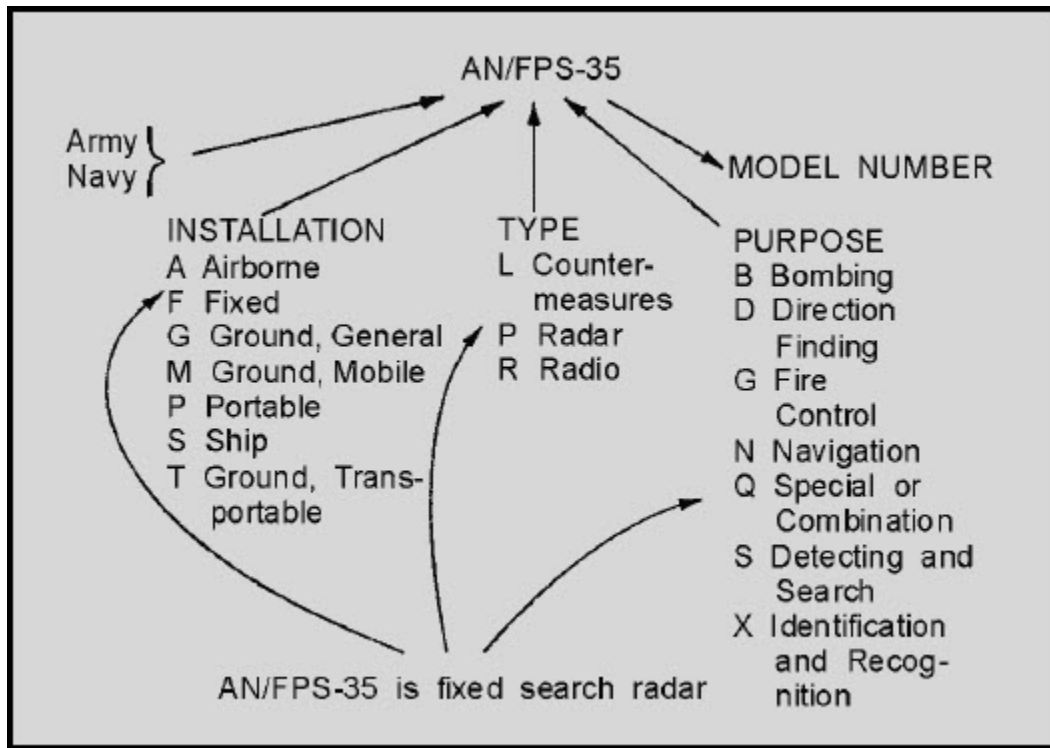 AN/FPS-35
Army
Navy
MODEL NUMBER
INSTALLATION
A Airborne
F Fixed
G Ground, General
M Ground, Mobile
P Portable
S Ship
T Ground, Trans-
portable
TYPE
L Counter-
measures
P Radar
R Radio
PURPOSE
B Bombing
D Direction
Finding
G Fire
Control
N Navigation
Q Special or
Combination
S Detecting and
Search
X Identification
and Recog-
nition
AN/FPS-35 is fixed search radar